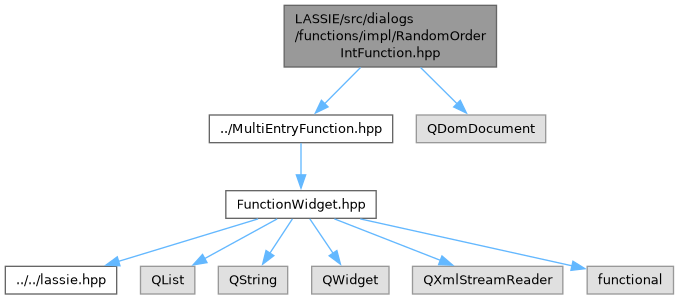 LASSIE/src/dialogs
/functions/impl/RandomOrder
IntFunction.hpp
../MultiEntryFunction.hpp
QDomDocument
FunctionWidget.hpp
../../lassie.hpp
QList
QString
QWidget
QXmlStreamReader
functional